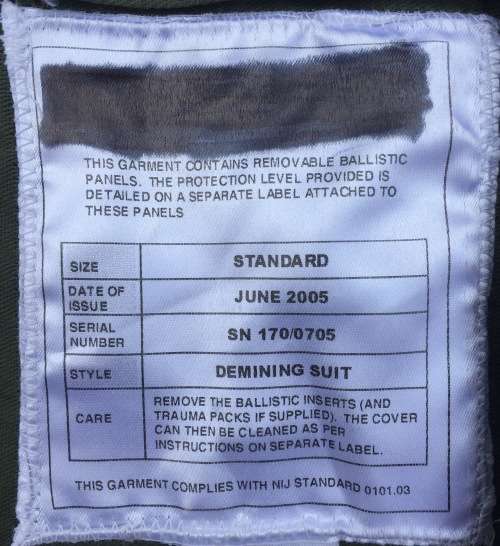 THIS GARMENT CONTAINS REMOVABLE BALLISTIC
PANELS. THE PROTECTION LEVEL PROVIDED IS
DETAILED ON A SEPARATE LABEL ATTACHED TO
THESE PANELS
SIZE STANDARD
DATE OF
ISSUE
JUNE 2005
SERIAL
NUMBER
SN 170/0705
STYLE DEMINING SUIT
CARE
REMOVE THE BALLISTIC INSERTS (AND
TRAUMA PACKS IF SUPPLIED). THE COVER
CAN THEN BE CLEANED AS PER
INSTRUCTIONS ON SEPARATE LABEL.
THIS GARMENT COMPLIES WITH NIJ STANDARD 0101.03